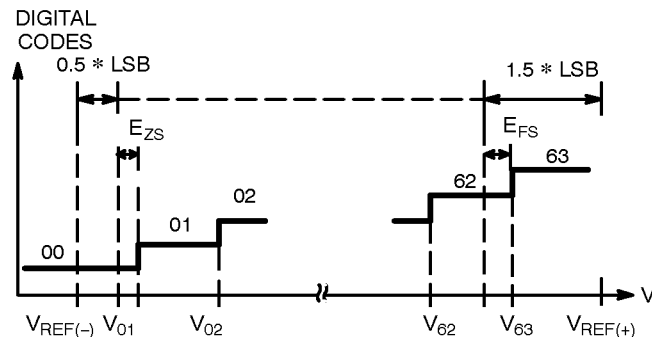 DIGITAL
CODES
0.5 * LSB
1.5 * LSB
E_ZS
E_FS
63
62
02
01
00
V_REF(–)
V_01
V_02
V_62
V_63
V_REF(+)
V